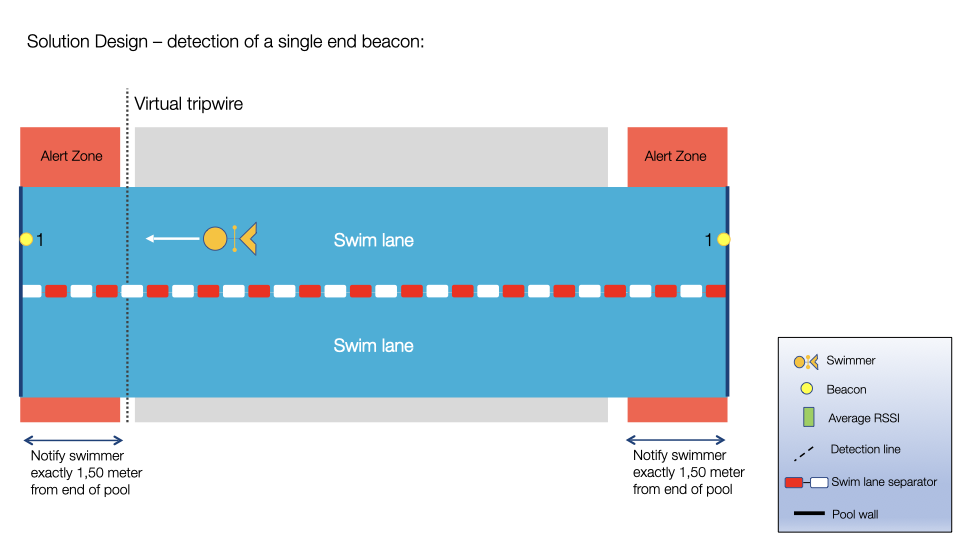 Solution Design – detection of a single end beacon:
Virtual tripwire
Alert Zone
Alert Zone
1
Swim lane
1
Swim lane
Notify swimmer
exactly 1,50 meter
from end of pool
Notify swimmer
exactly 1,50 meter
from end of pool
Swimmer
Beacon
Average RSSI
Detection line
Swim lane separator
Pool wall